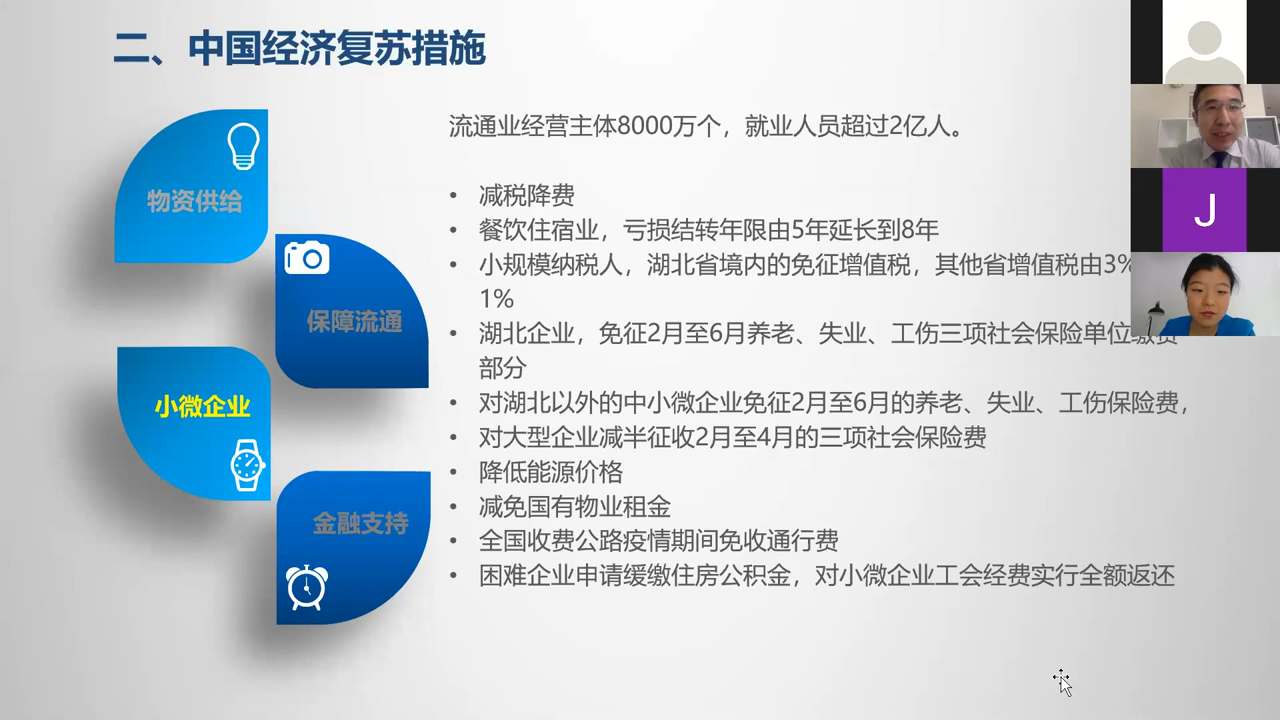 二、中国经济复苏措施
物资供给
保障流通
小微企业
金融支持
流通业经营主体8000万个，就业人员超过2亿人。
• 减税降费
• 餐饮住宿业，亏损结转年限由5年延长到8年
• 小规模纳税人，湖北省境内的免征增值税，其他省增值税由3%
1%
• 湖北企业，免征2月至6月养老、失业、工伤三项社会保险单位缴费
部分
• 对湖北以外的中小微企业免征2月至6月的养老、失业、工伤保险费，
• 对大型企业减半征收2月至4月的三项社会保险费
• 降低能源价格
• 减免国有物业租金
• 全国收费公路疫情期间免收通行费
• 困难企业申请缓缴住房公积金，对小微企业工会经费实行全额返还
J